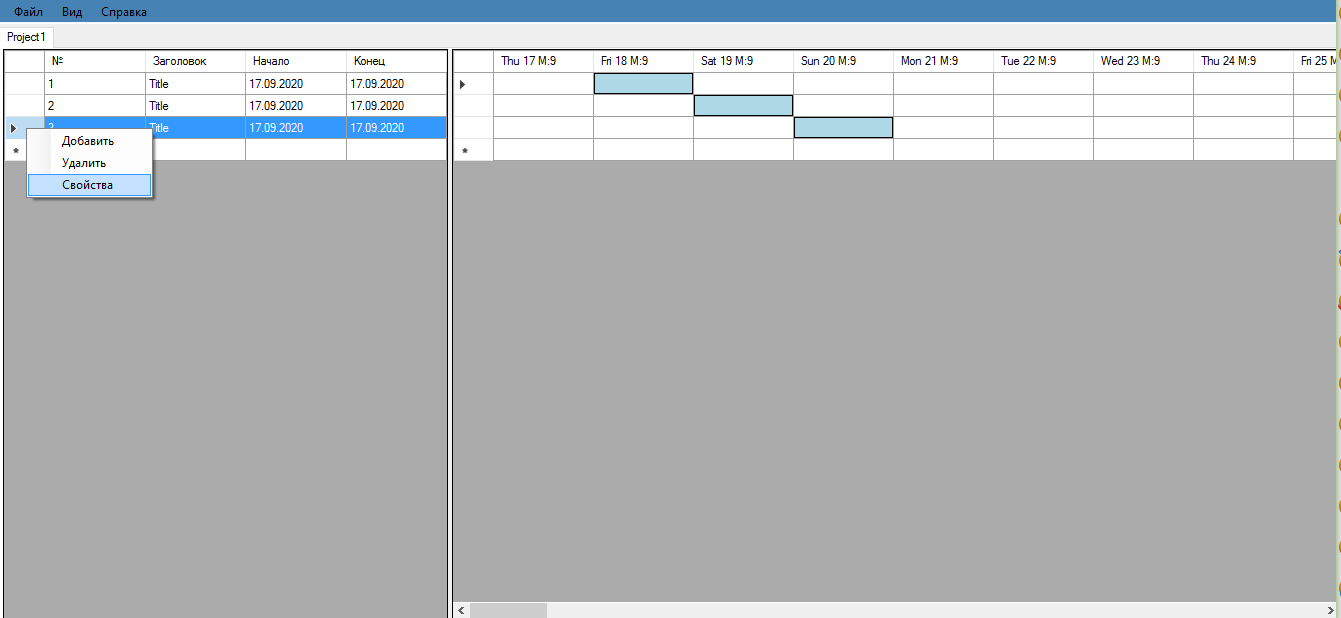 Файл Вид Справка
Project1
№ Заголовок Начало Конец
1 Title 17.09.2020 17.09.2020
2 Title 17.09.2020 17.09.2020
3 Title 17.09.2020 17.09.2020
*
Добавить
Удалить
Свойства
Thu 17 M:9 Fri 18 M:9 Sat 19 M:9 Sun 20 M:9 Mon 21 M:9 Tue 22 M:9 Wed 23 M:9 Thu 24 M:9 Fri 25 M
*